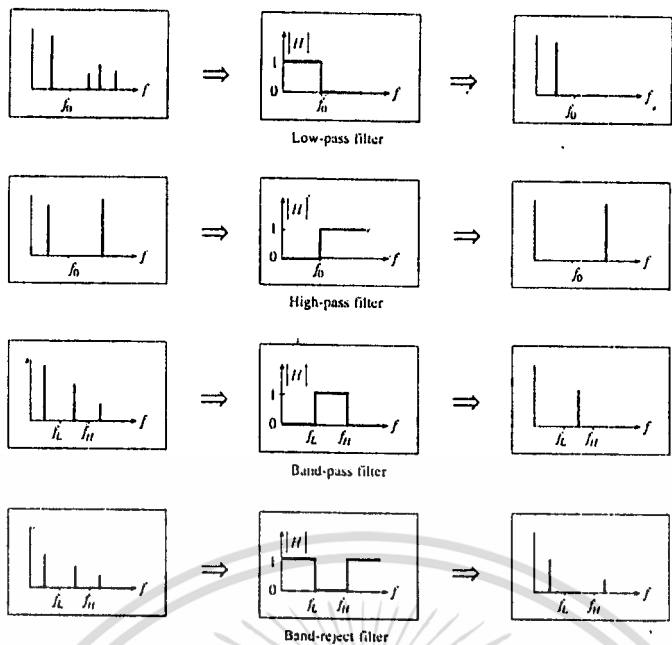 f₀ f
|H|
1
0
f₀ f
Low-pass filter
f₀ f
f₀ f
|H|
1
0
f₀ f
High-pass filter
f₀ f
f_L f_H f
|H|
1
0
f_L f_H f
Band-pass filter
f_L f_H f
f_L f_H f
|H|
1
0
f_L f_H f
Band-reject filter
f_L f_H f